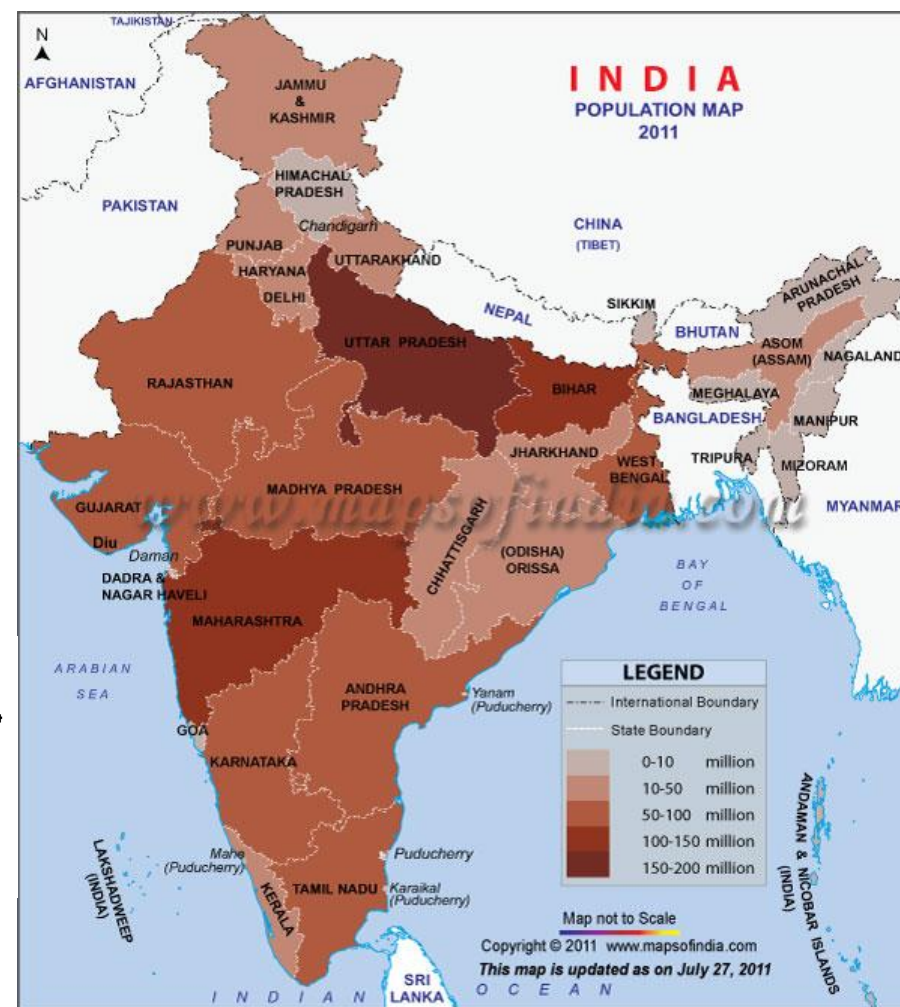 TAJIKISTAN
N
AFGHANISTAN
JAMMU
&
KASHMIR
I N D I A
POPULATION MAP
2011
HIMACHAL
PRADESH
PAKISTAN
Chandigarh
CHINA
(TIBET)
PUNJAB
UTTARAKHAND
HARYANA
DELHI
ARUNACHAL
PRADESH
SIKKIM
NEPAL
BHUTAN
UTTAR PRADESH
ASOM
(ASSAM)
NAGALAND
RAJASTHAN
BIHAR
MEGHALAYA
BANGLADESH
MANIPUR
JHARKHAND
TRIPURA
MIZORAM
WEST
BENGAL
MADHYA PRADESH
www.mapsofindia.com
GUJARAT
MYANMAR
Diu
Daman
CHHATTISGARH
(ODISHA)
ORISSA
DADRA &
NAGAR HAVELI
BAY
OF
BENGAL
MAHARASHTRA
ARABIAN
SEA
ANDHRA
PRADESH
Yanam
(Puducherry)
GOA
KARNATAKA
LEGEND
International Boundary
State Boundary
0-10 million
10-50 million
50-100 million
100-150 million
150-200 million
ANDAMAN & NICOBAR ISLANDS
(INDIA)
LAKSHADWEEP
(INDIA)
Mahe
(Puducherry)
Puducherry
KERALA
TAMIL NADU
Karaikal
(Puducherry)
Map not to Scale
Copyright © 2011 www.mapsofindia.com
This map is updated as on July 27, 2011
SRI
LANKA
I N D I A N O C E A N